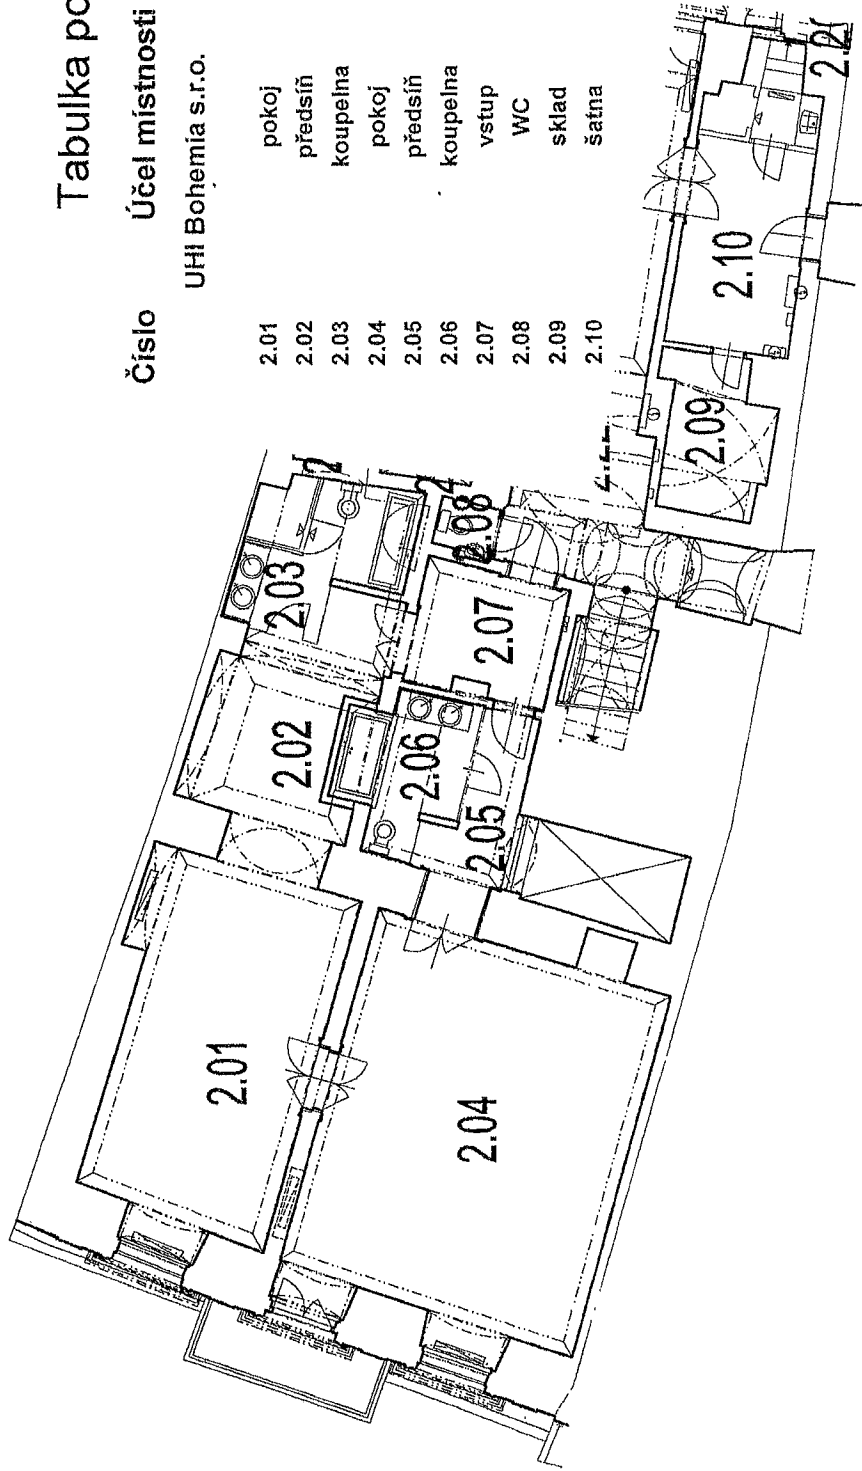 Tabulka po
Číslo Účel místnosti
UHI Bohemia s.r.o.
2.01 pokoj
2.02 předsíň
2.03 koupelna
2.04 pokoj
2.05 předsíň
2.06 koupelna
2.07 vstup
2.08 WC
2.09 sklad
2.10 šatna
2.01
2.02
2.03
2.04
2.05
2.06
2.07
2.08
2.09
2.10